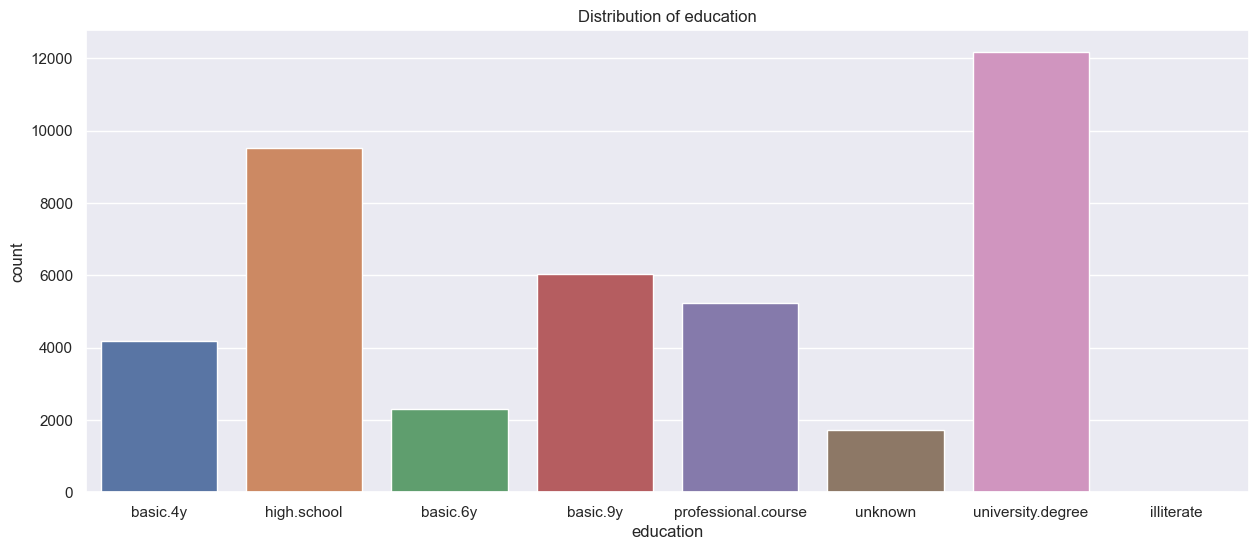 Distribution of education
12000
10000
8000
6000
4000
2000
0
count
basic.4y high.school basic.6y basic.9y professional.course unknown university.degree illiterate
education